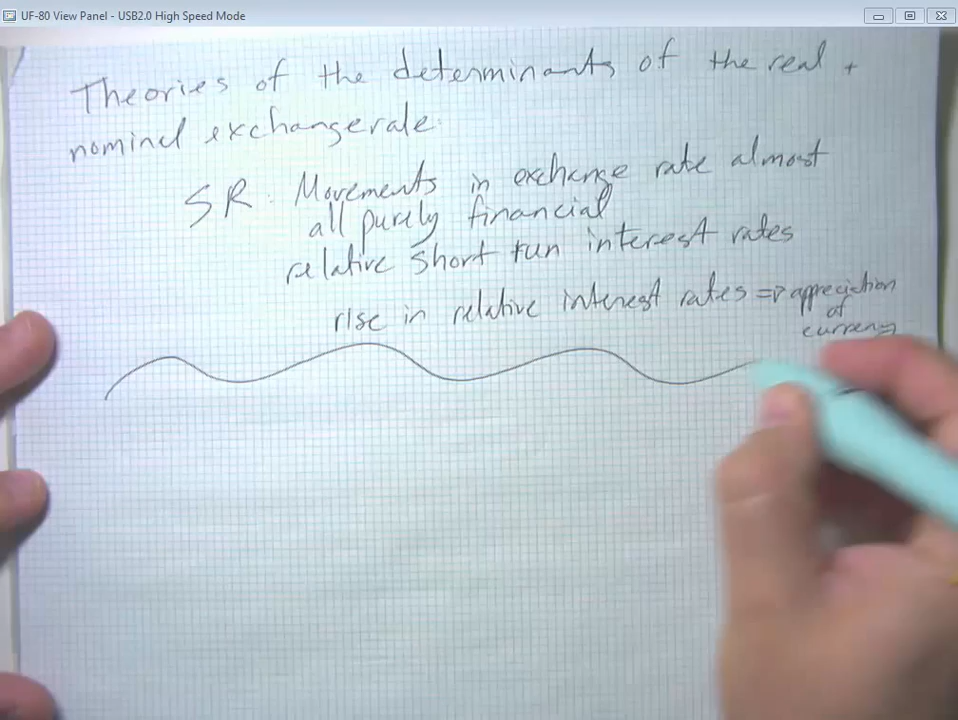 UF-80 View Panel - USB2.0 High Speed Mode
Theories of the determinants of the real +
nominal exchange rate.
SR: Movements in exchange rate almost
all purely financial
relative short run interest rates
rise in relative interest rates => appreciation
of
currency